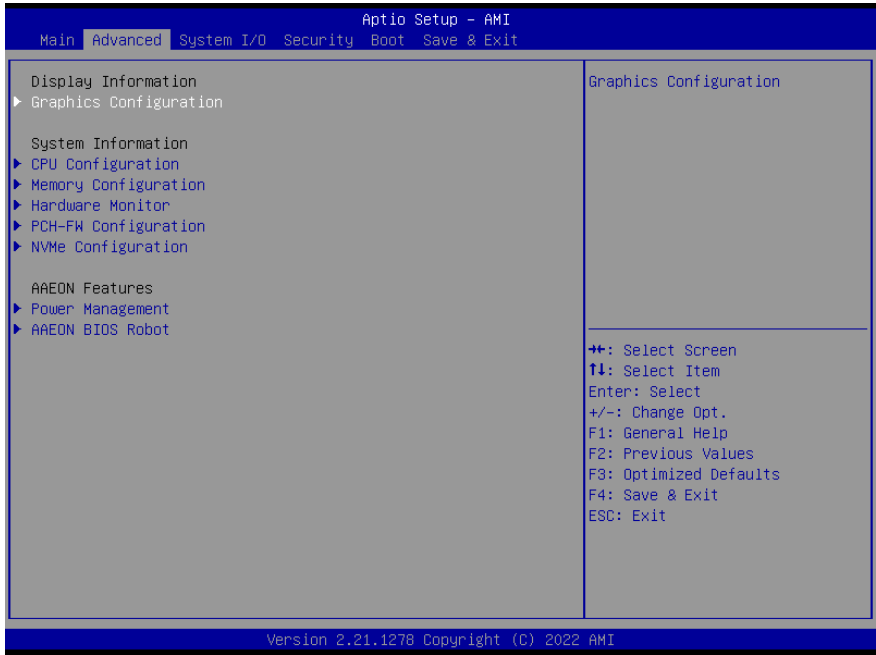 Aptio Setup – AMI
Main Advanced System I/O Security Boot Save & Exit
Display Information
Graphics Configuration
System Information
CPU Configuration
Memory Configuration
Hardware Monitor
PCH-FW Configuration
NVMe Configuration
AAEON Features
Power Management
AAEON BIOS Robot
Graphics Configuration
→←: Select Screen
↑↓: Select Item
Enter: Select
+/-: Change Opt.
F1: General Help
F2: Previous Values
F3: Optimized Defaults
F4: Save & Exit
ESC: Exit
Version 2.21.1278 Copyright (C) 2022 AMI